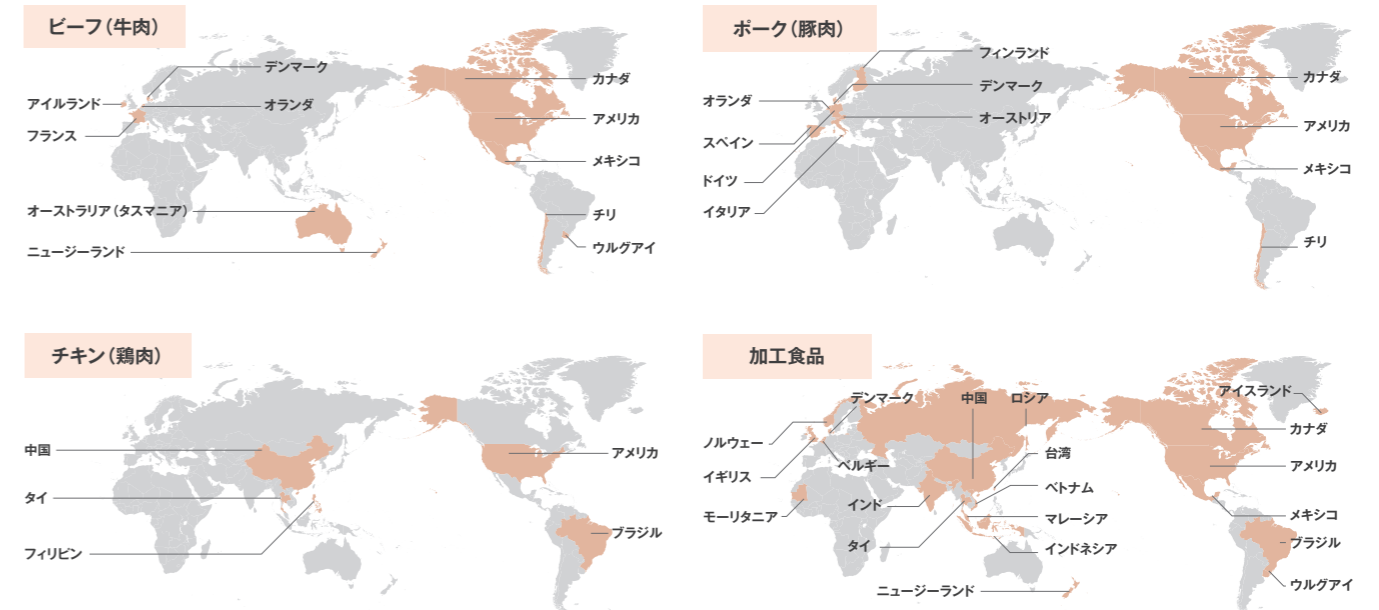 ビーフ（牛肉）
デンマーク
カナダ
アイルランド
オランダ
アメリカ
フランス
メキシコ
オーストラリア（タスマニア）
チリ
ニュージーランド
ウルグアイ
ポーク（豚肉）
フィンランド
カナダ
デンマーク
オランダ
オーストリア
アメリカ
スペイン
メキシコ
ドイツ
イタリア
チリ
チキン（鶏肉）
中国
アメリカ
タイ
ブラジル
フィリピン
加工食品
アイスランド
デンマーク
中国
ロシア
カナダ
ノルウェー
台湾
ベルギー
アメリカ
イギリス
ベトナム
インド
モーリタニア
マレーシア
メキシコ
タイ
インドネシア
ブラジル
ニュージーランド
ウルグアイ